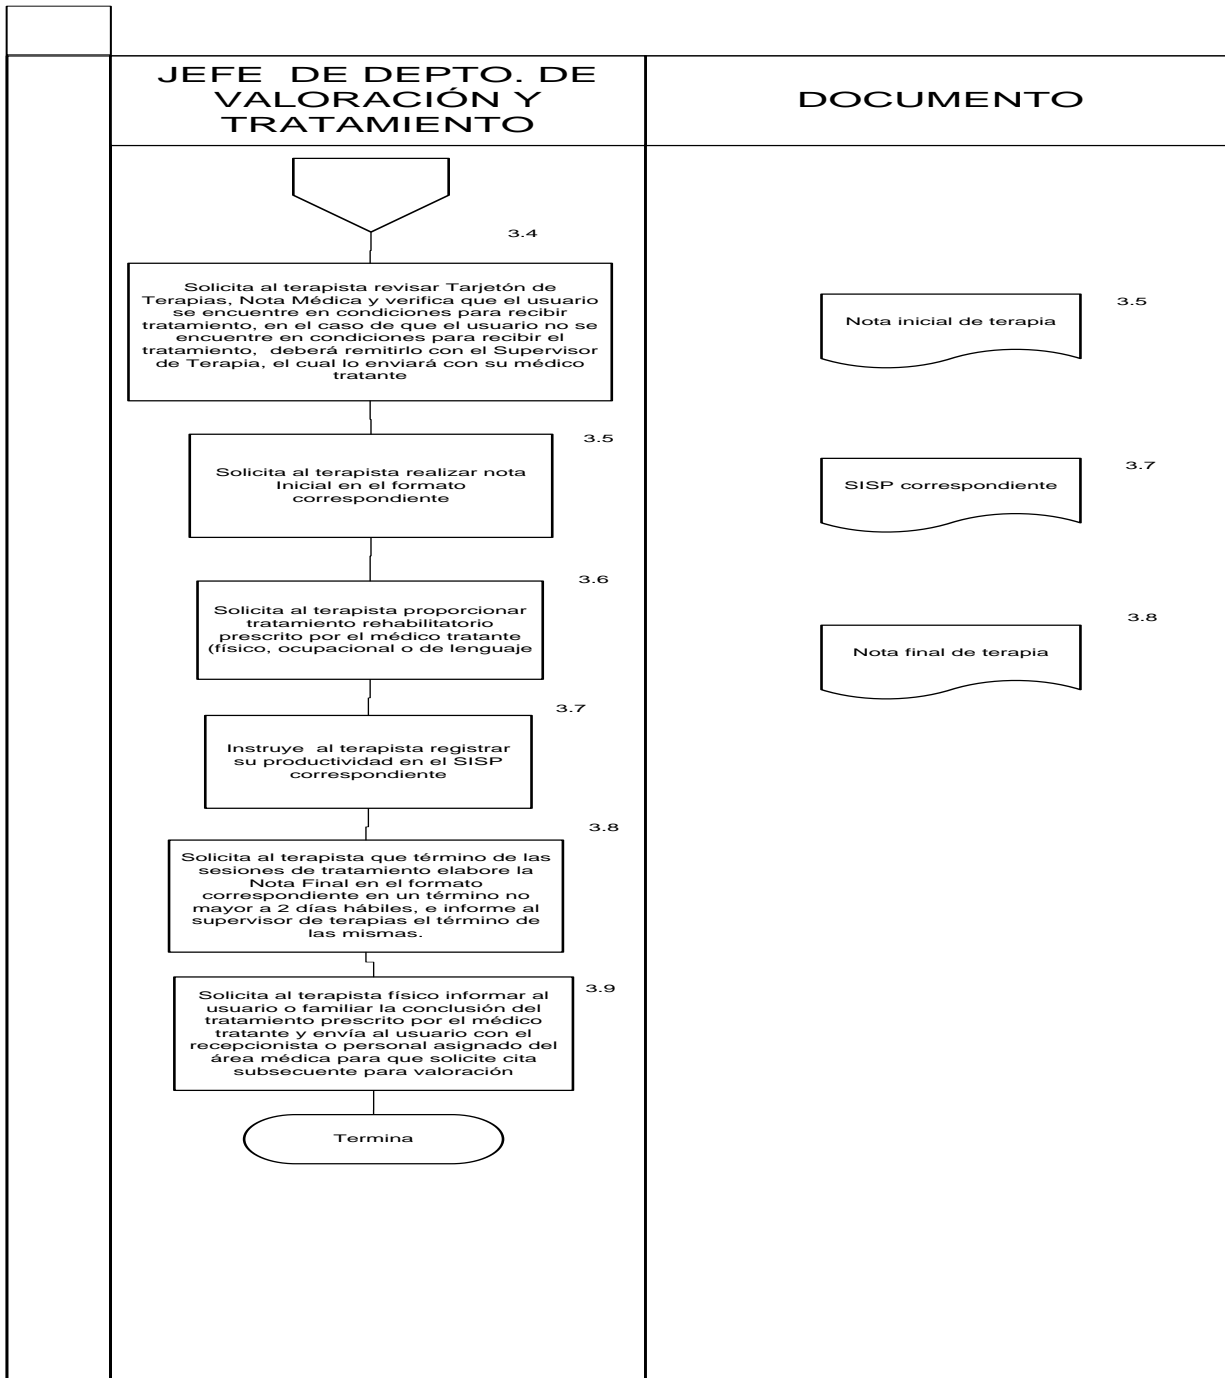 JEFE DE DEPTO. DE
VALORACIÓN Y
TRATAMIENTO
DOCUMENTO
3.4
Solicita al terapista revisar Tarjetón de
Terapias, Nota Médica y verifica que el usuario
se encuentre en condiciones para recibir
tratamiento, en el caso de que el usuario no se
encuentre en condiciones para recibir el
tratamiento, deberá remitirlo con el Supervisor
de Terapia, el cual lo enviará con su médico
tratante
3.5
Nota inicial de terapia
3.5
Solicita al terapista realizar nota
Inicial en el formato
correspondiente
3.7
SISP correspondiente
3.6
Solicita al terapista proporcionar
tratamiento rehabilitatorio
prescrito por el médico tratante
(físico, ocupacional o de lenguaje
3.8
Nota final de terapia
3.7
Instruye al terapista registrar
su productividad en el SISP
correspondiente
3.8
Solicita al terapista que término de las
sesiones de tratamiento elabore la
Nota Final en el formato
correspondiente en un término no
mayor a 2 días hábiles, e informe al
supervisor de terapias el término de
las mismas.
3.9
Solicita al terapista físico informar al
usuario o familiar la conclusión del
tratamiento prescrito por el médico
tratante y envía al usuario con el
recepcionista o personal asignado del
área médica para que solicite cita
subsecuente para valoración
Termina